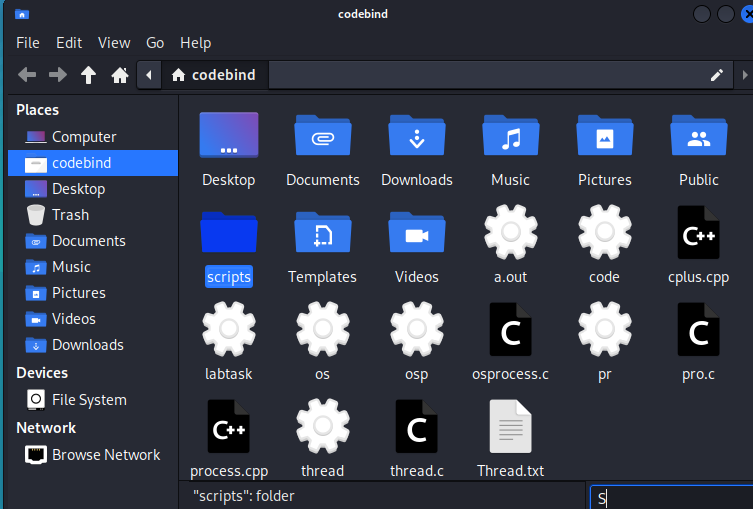 codebind
File Edit View Go Help
codebind
Places
Computer
codebind
Desktop
Trash
Documents
Music
Pictures
Videos
Downloads
Devices
File System
Network
Browse Network
Desktop Documents Downloads Music Pictures Public
scripts Templates Videos a.out code cplus.cpp
C++
labtask os osp osprocess.c pr pro.c
C C
process.cpp thread thread.c Thread.txt
C++ C
"scripts": folder
S